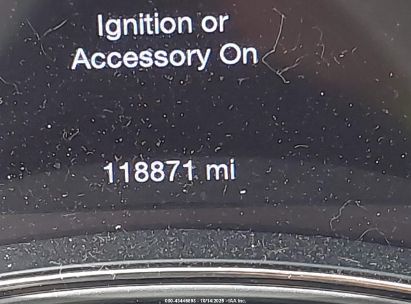 Ignition or
Accessory On
118871 mi